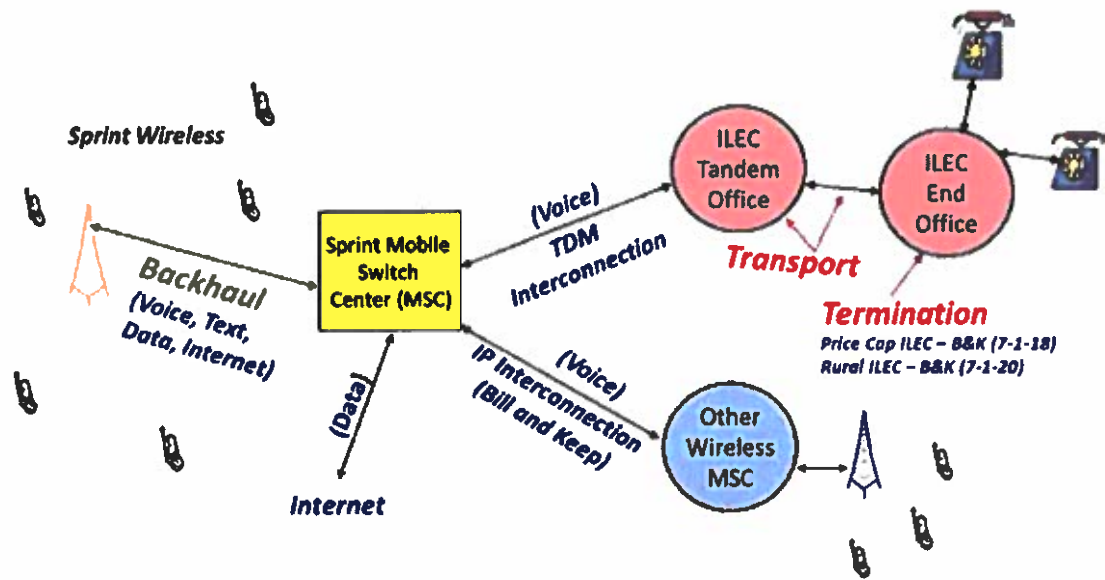 Sprint Wireless
Backhaul
(Voice, Text,
Data, Internet)
Sprint Mobile
Switch
Center (MSC)
(Data)
Internet
(Voice)
TDM
Interconnection
ILEC
Tandem
Office
ILEC
End
Office
Transport
Termination
Price Cap ILEC – B&K (7-1-18)
Rural ILEC – B&K (7-1-20)
(Voice)
IP Interconnection
(Bill and Keep)
Other
Wireless
MSC